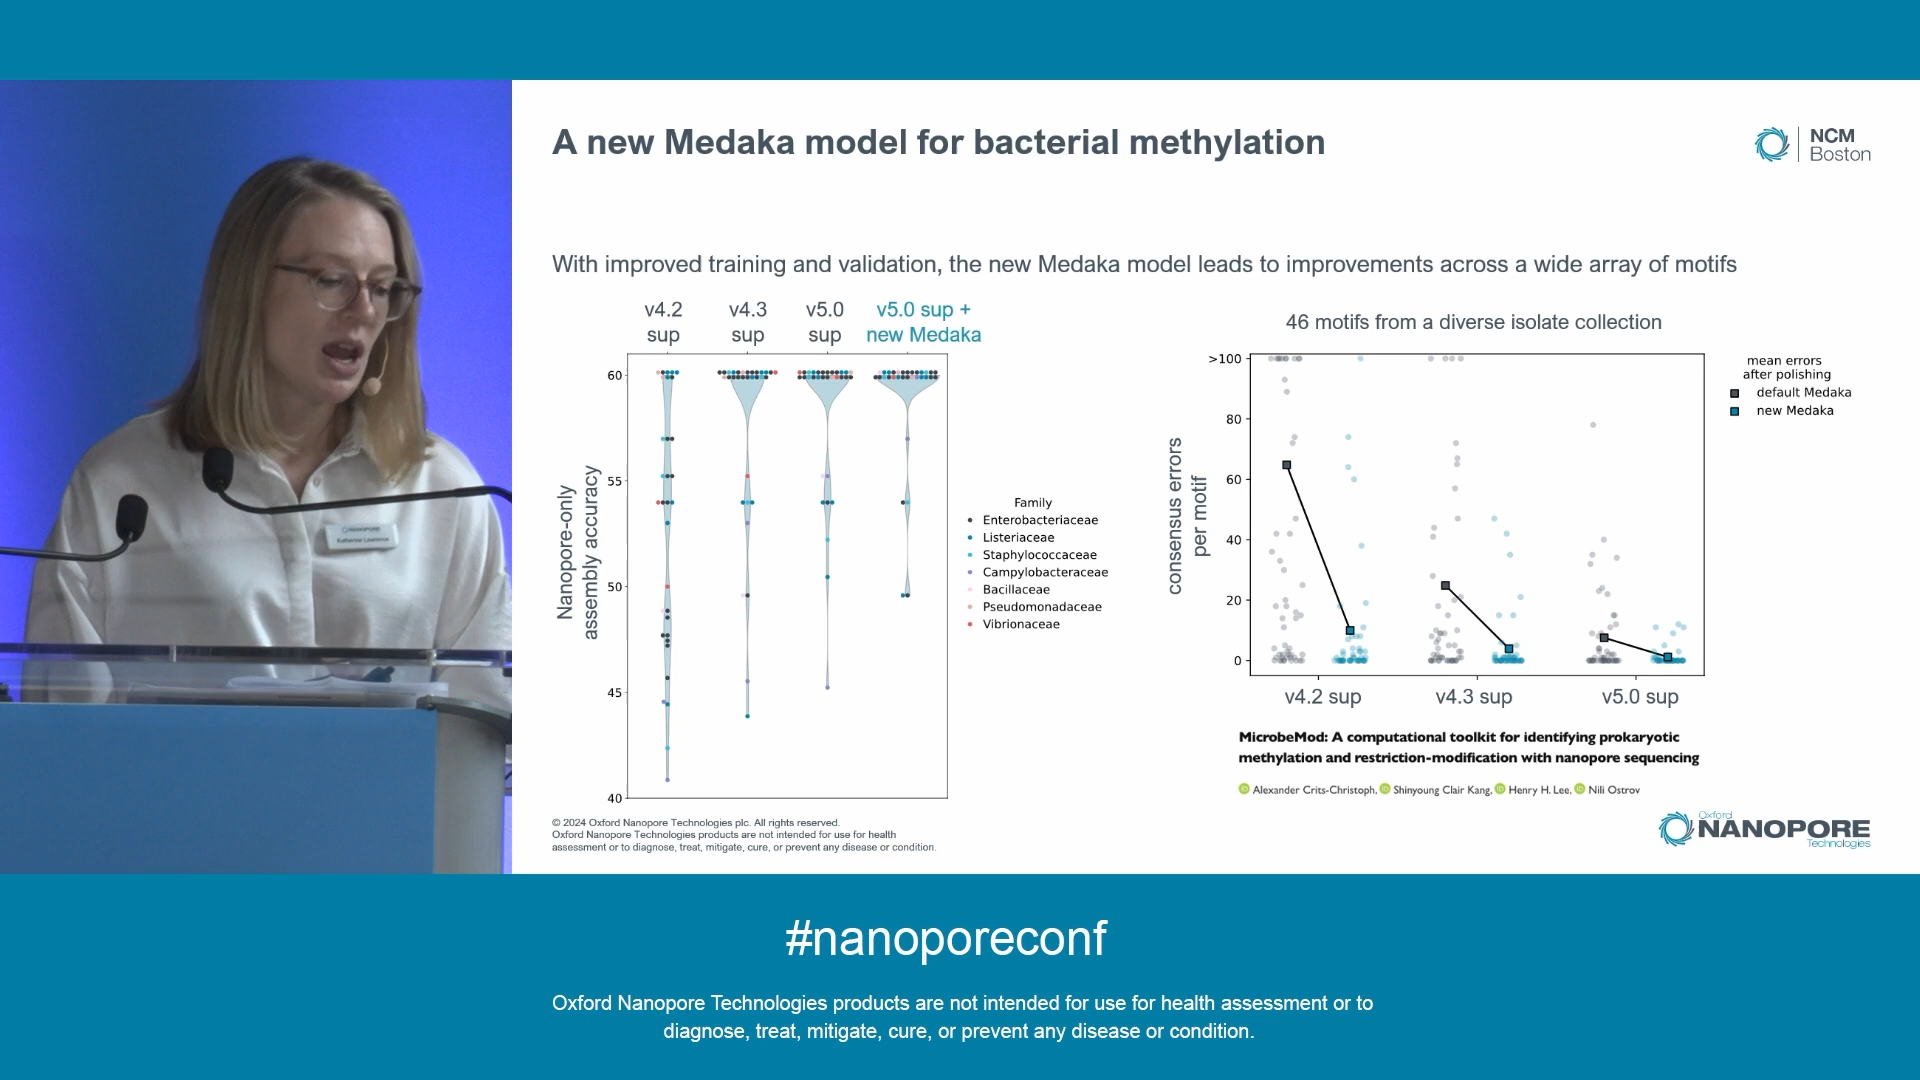 A new Medaka model for bacterial methylation
NCM
Boston
With improved training and validation, the new Medaka model leads to improvements across a wide array of motifs
v4.2
sup
v4.3
sup
v5.0
sup
v5.0 sup +
new Medaka
Nanopore-only
assembly accuracy
60
55
50
45
40
Family
Enterobacteriaceae
Listeriaceae
Staphylococcaceae
Campylobacteraceae
Bacillaceae
Pseudomonadaceae
Vibrionaceae
46 motifs from a diverse isolate collection
consensus errors
per motif
>100
80
60
40
20
0
v4.2 sup
v4.3 sup
v5.0 sup
mean errors
after polishing
default Medaka
new Medaka
MicrobeMod: A computational toolkit for identifying prokaryotic
methylation and restriction-modification with nanopore sequencing
iD Alexander Crits-Christoph, iD Shinyoung Clair Kang, iD Henry H. Lee, iD Nili Ostrov
© 2024 Oxford Nanopore Technologies plc. All rights reserved.
Oxford Nanopore Technologies products are not intended for use for health
assessment or to diagnose, treat, mitigate, cure, or prevent any disease or condition.
Oxford
NANOPORE
Technologies
NANOPORE
Katherine Lawrence
#nanoporeconf
Oxford Nanopore Technologies products are not intended for use for health assessment or to
diagnose, treat, mitigate, cure, or prevent any disease or condition.